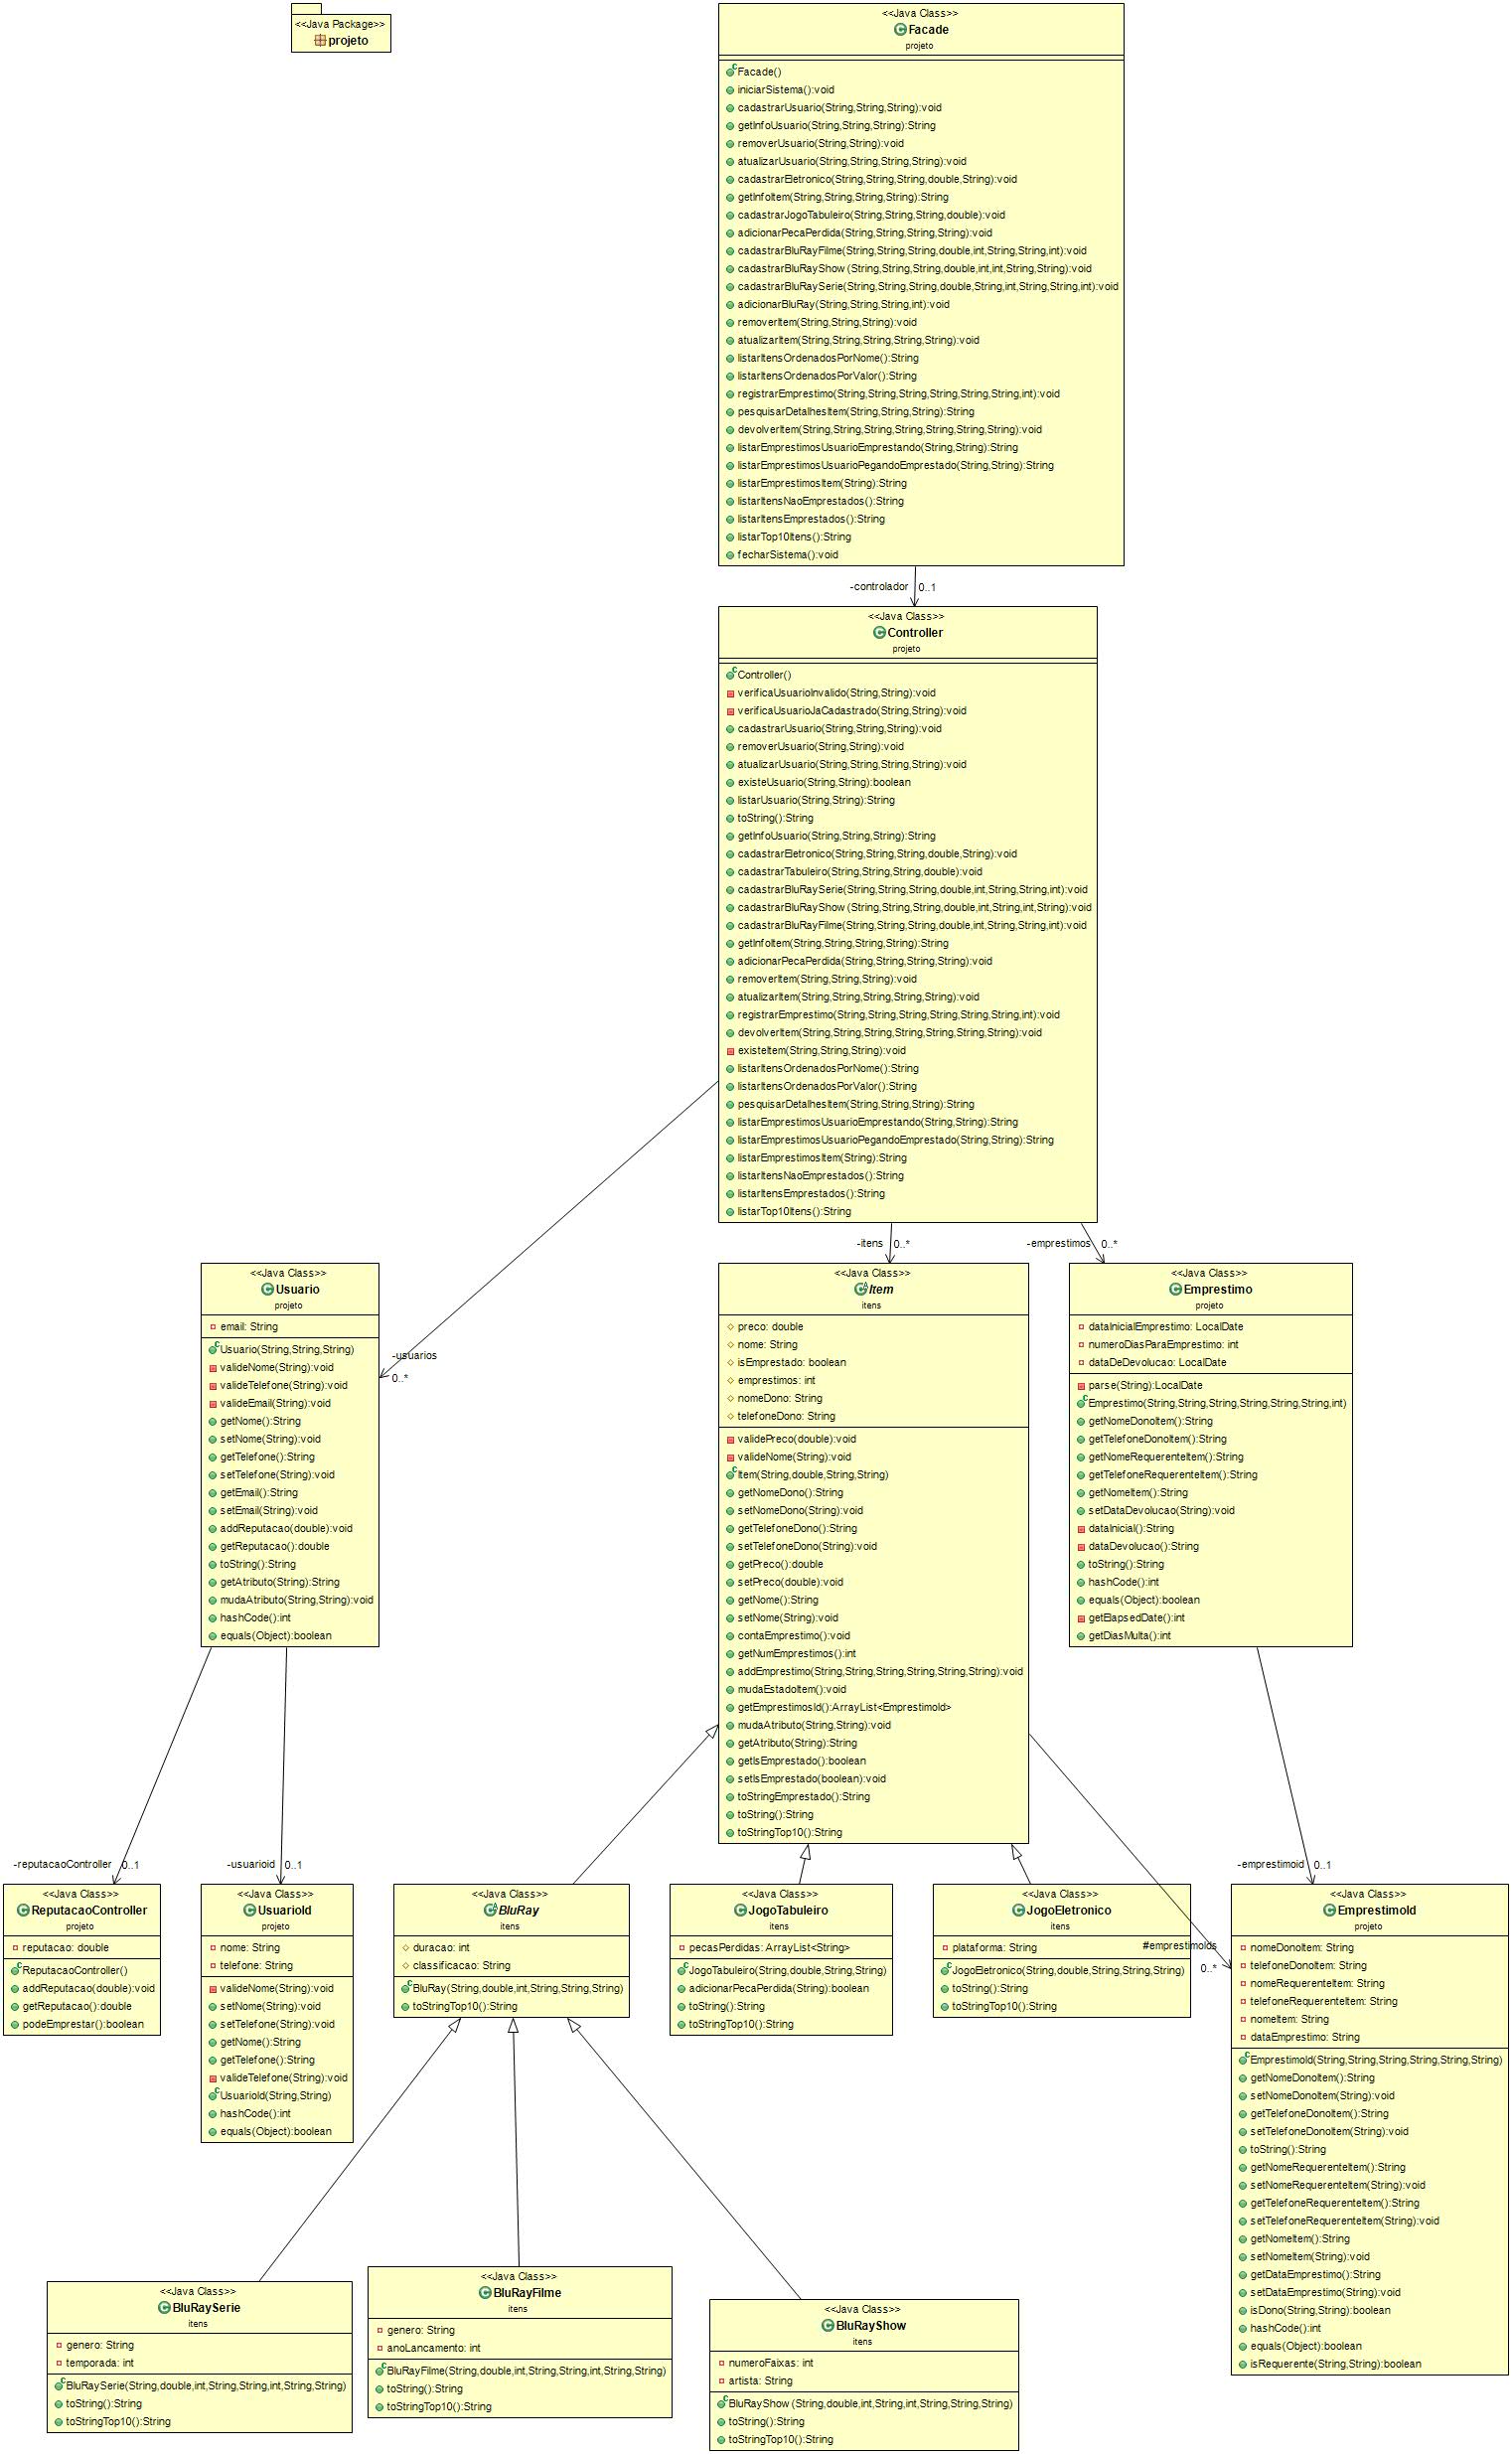 <<Java Package>>
projeto
<<Java Class>>
Facade
projeto
Facade()
iniciarSistema():void
cadastrarUsuario(String,String,String):void
getInfoUsuario(String,String,String):String
removerUsuario(String,String):void
atualizarUsuario(String,String,String,String):void
cadastrarEletronico(String,String,String,double,String):void
getInfoItem(String,String,String,String):String
cadastrarJogoTabuleiro(String,String,String,double):void
adicionarPecaPerdida(String,String,String,String):void
cadastrarBluRayFilme(String,String,String,double,int,String,String,int):void
cadastrarBluRayShow (String,String,String,double,int,int,String,String):void
cadastrarBluRaySerie(String,String,String,double,String,int,String,String,int):void
adicionarBluRay(String,String,String,int):void
removerItem(String,String,String):void
atualizarItem(String,String,String,String,String):void
listarItensOrdenadosPorNome():String
listarItensOrdenadosPorValor():String
registrarEmprestimo(String,String,String,String,String,String,int):void
pesquisarDetalhesItem(String,String,String):String
devolverItem(String,String,String,String,String,String,String):void
listarEmprestimosUsuarioEmprestando(String,String):String
listarEmprestimosUsuarioPegandoEmprestado(String,String):String
listarEmprestimosItem(String):String
listarItensNaoEmprestados():String
listarItensEmprestados():String
listarTop10Itens():String
fecharSistema():void
-controlador 0..1
<<Java Class>>
Controller
projeto
Controller()
verificaUsuarioInvalido(String,String):void
verificaUsuarioJaCadastrado(String,String):void
cadastrarUsuario(String,String,String):void
removerUsuario(String,String):void
atualizarUsuario(String,String,String,String):void
existeUsuario(String,String):boolean
listarUsuario(String,String):String
toString():String
getInfoUsuario(String,String,String):String
cadastrarEletronico(String,String,String,double,String):void
cadastrarTabuleiro(String,String,String,double):void
cadastrarBluRaySerie(String,String,String,double,int,String,String,int):void
cadastrarBluRayShow (String,String,String,double,int,String,int,String):void
cadastrarBluRayFilme(String,String,String,double,int,String,String,int):void
getInfoItem(String,String,String,String):String
adicionarPecaPerdida(String,String,String,String):void
removerItem(String,String,String):void
atualizarItem(String,String,String,String,String):void
registrarEmprestimo(String,String,String,String,String,String,int):void
devolverItem(String,String,String,String,String,String,String):void
existeItem(String,String,String):void
listarItensOrdenadosPorNome():String
listarItensOrdenadosPorValor():String
pesquisarDetalhesItem(String,String,String):String
listarEmprestimosUsuarioEmprestando(String,String):String
listarEmprestimosUsuarioPegandoEmprestado(String,String):String
listarEmprestimosItem(String):String
listarItensNaoEmprestados():String
listarItensEmprestados():String
listarTop10Itens():String
-usuarios
0..*
-itens 0..*
-emprestimos 0..*
<<Java Class>>
Usuario
projeto
email: String
Usuario(String,String,String)
valideNome(String):void
valideTelefone(String):void
valideEmail(String):void
getNome():String
setNome(String):void
getTelefone():String
setTelefone(String):void
getEmail():String
setEmail(String):void
addReputacao(double):void
getReputacao():double
toString():String
getAtributo(String):String
mudaAtributo(String,String):void
hashCode():int
equals(Object):boolean
<<Java Class>>
Item
itens
preco: double
nome: String
isEmprestado: boolean
emprestimos: int
nomeDono: String
telefoneDono: String
validePreco(double):void
valideNome(String):void
Item(String,double,String,String)
getNomeDono():String
setNomeDono(String):void
getTelefoneDono():String
setTelefoneDono(String):void
getPreco():double
setPreco(double):void
getNome():String
setNome(String):void
contaEmprestimo():void
getNumEmprestimos():int
addEmprestimo(String,String,String,String,String,String):void
mudaEstadoItem():void
getEmprestimosId():ArrayList<EmprestimoId>
mudaAtributo(String,String):void
getAtributo(String):String
getIsEmprestado():boolean
setIsEmprestado(boolean):void
toStringEmprestado():String
toString():String
toStringTop10():String
<<Java Class>>
Emprestimo
projeto
dataInicialEmprestimo: LocalDate
numeroDiasParaEmprestimo: int
dataDeDevolucao: LocalDate
parse(String):LocalDate
Emprestimo(String,String,String,String,String,String,int)
getNomeDonoItem():String
getTelefoneDonoItem():String
getNomeRequerenteItem():String
getTelefoneRequerenteItem():String
getNomeItem():String
setDataDevolucao(String):void
dataInicial():String
dataDevolucao():String
toString():String
hashCode():int
equals(Object):boolean
getElapsedDate():int
getDiasMulta():int
-reputacaoController 0..1
-usuarioid 0..1
-emprestimoid 0..1
#emprestimoIds
0..*
<<Java Class>>
ReputacaoController
projeto
reputacao: double
ReputacaoController()
addReputacao(double):void
getReputacao():double
podeEmprestar():boolean
<<Java Class>>
UsuarioId
projeto
nome: String
telefone: String
valideNome(String):void
setNome(String):void
setTelefone(String):void
getNome():String
getTelefone():String
valideTelefone(String):void
UsuarioId(String,String)
hashCode():int
equals(Object):boolean
<<Java Class>>
BluRay
itens
duracao: int
classificacao: String
BluRay(String,double,int,String,String,String)
toStringTop10():String
<<Java Class>>
JogoTabuleiro
itens
pecasPerdidas: ArrayList<String>
JogoTabuleiro(String,double,String,String)
adicionarPecaPerdida(String):boolean
toString():String
toStringTop10():String
<<Java Class>>
JogoEletronico
itens
plataforma: String
JogoEletronico(String,double,String,String,String)
toString():String
toStringTop10():String
<<Java Class>>
EmprestimoId
projeto
nomeDonoItem: String
telefoneDonoItem: String
nomeRequerenteItem: String
telefoneRequerenteItem: String
nomeItem: String
dataEmprestimo: String
EmprestimoId(String,String,String,String,String,String)
getNomeDonoItem():String
setNomeDonoItem(String):void
getTelefoneDonoItem():String
setTelefoneDonoItem(String):void
toString():String
getNomeRequerenteItem():String
setNomeRequerenteItem(String):void
getTelefoneRequerenteItem():String
setTelefoneRequerenteItem(String):void
getNomeItem():String
setNomeItem(String):void
getDataEmprestimo():String
setDataEmprestimo(String):void
isDono(String,String):boolean
hashCode():int
equals(Object):boolean
isRequerente(String,String):boolean
<<Java Class>>
BluRaySerie
itens
genero: String
temporada: int
BluRaySerie(String,double,int,String,String,int,String,String)
toString():String
toStringTop10():String
<<Java Class>>
BluRayFilme
itens
genero: String
anoLancamento: int
BluRayFilme(String,double,int,String,String,int,String,String)
toString():String
toStringTop10():String
<<Java Class>>
BluRayShow
itens
numeroFaixas: int
artista: String
BluRayShow (String,double,int,String,int,String,String,String)
toString():String
toStringTop10():String